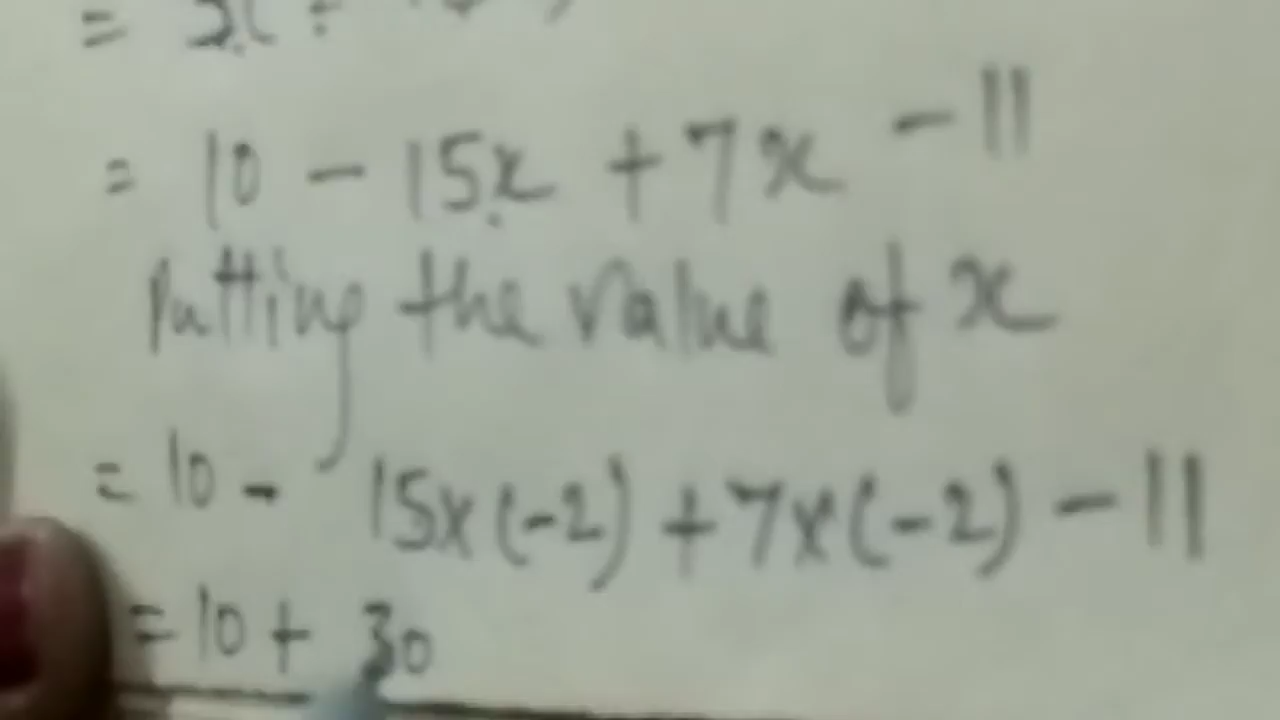 = 10 - 15x + 7x - 11
Putting the value of x
= 10 - 15x(-2) + 7x(-2) - 11
= 10 + 30